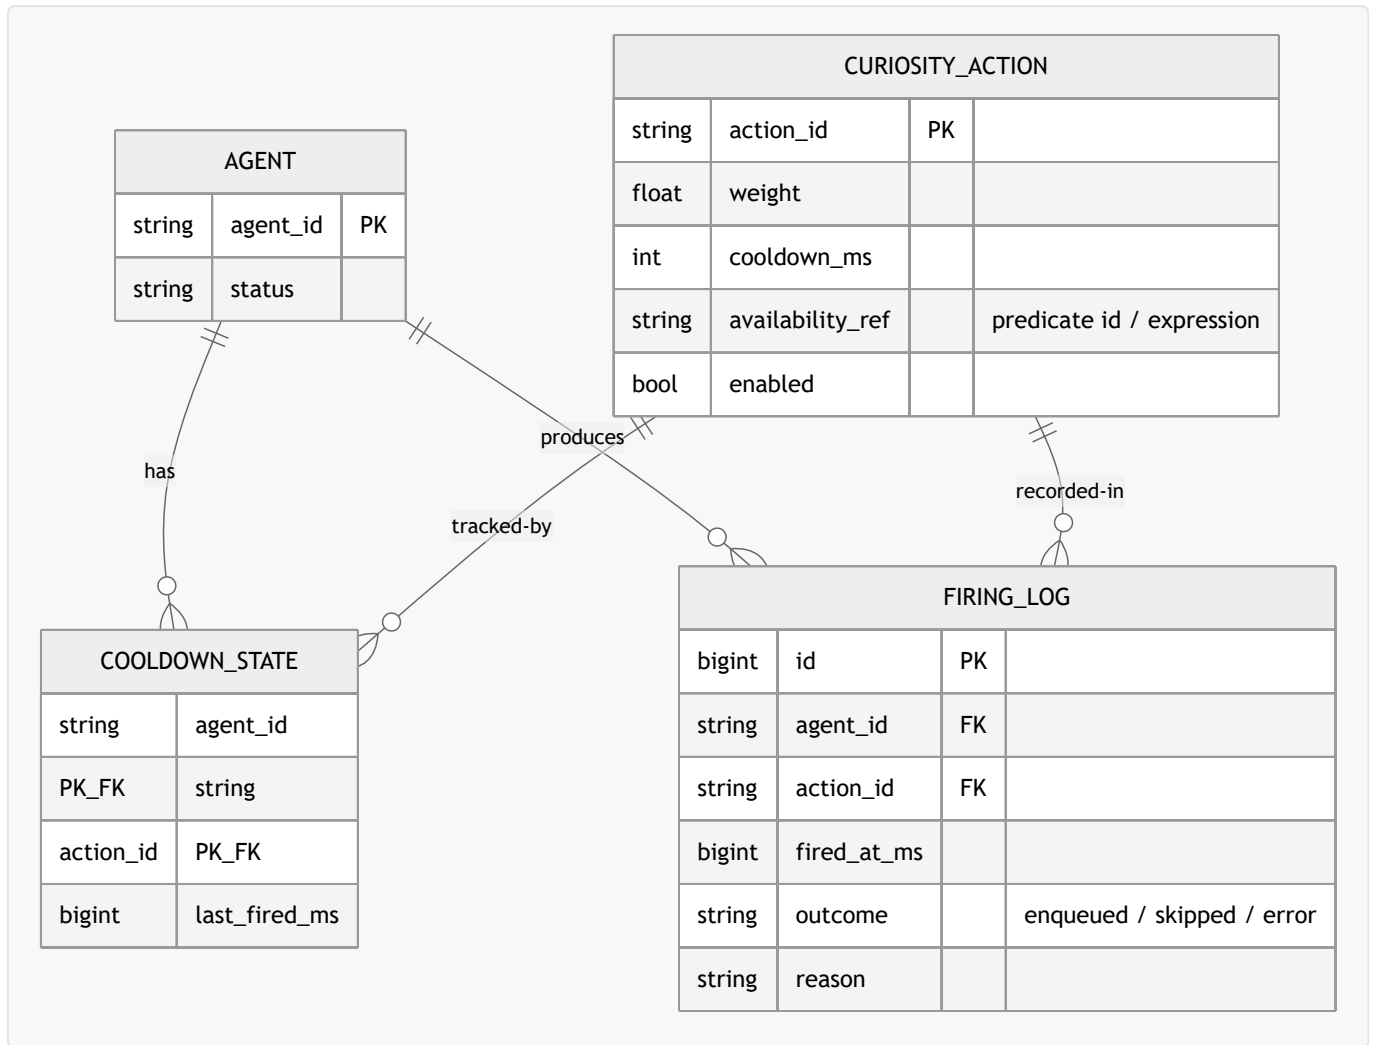 CURIOSITY_ACTION
string action_id PK
float weight
int cooldown_ms
string availability_ref predicate id / expression
bool enabled
AGENT
string agent_id PK
string status
produces
has
recorded-in
tracked-by
COOLDOWN_STATE
string agent_id
PK_FK string
action_id PK_FK
bigint last_fired_ms
FIRING_LOG
bigint id PK
string agent_id FK
string action_id FK
bigint fired_at_ms
string outcome enqueued / skipped / error
string reason